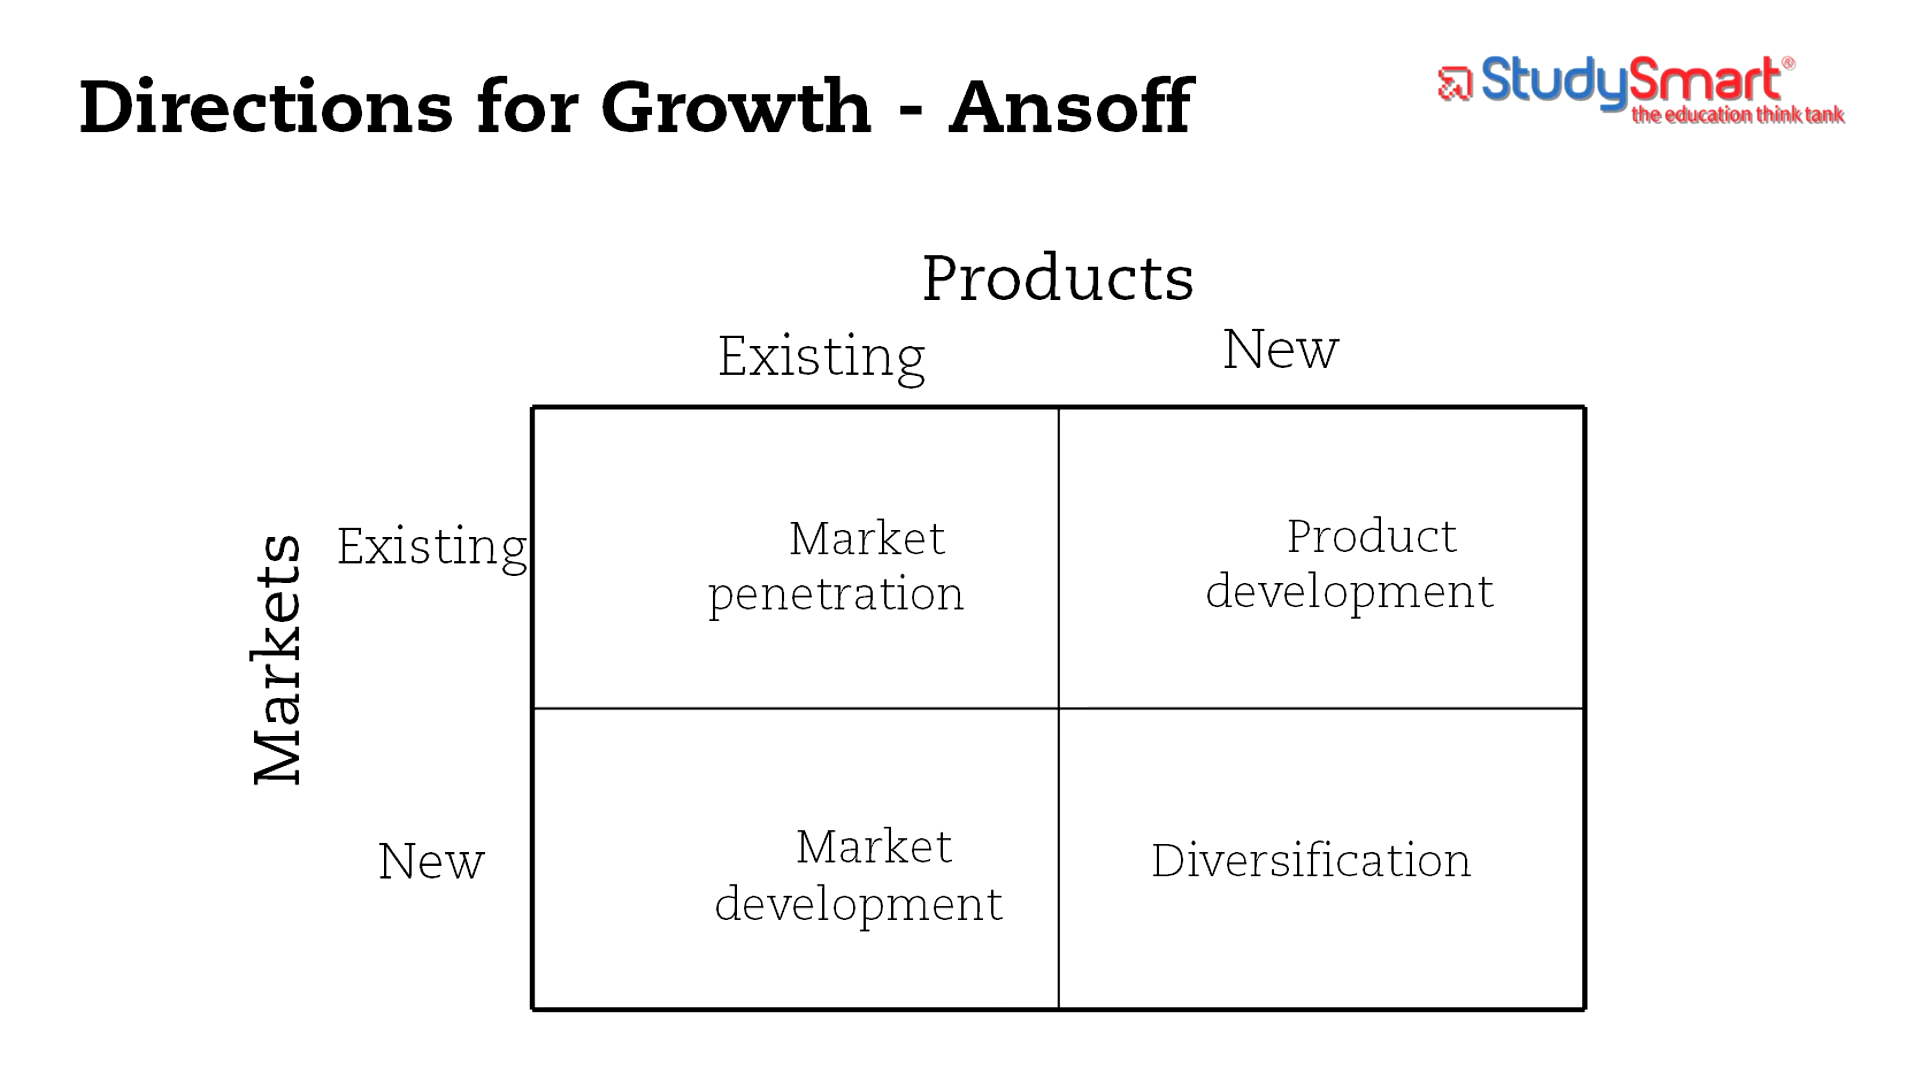 Directions for Growth - Ansoff
StudySmart®
the education think tank
Products
Existing
New
Markets
Existing
Market
penetration
Product
development
New
Market
development
Diversification